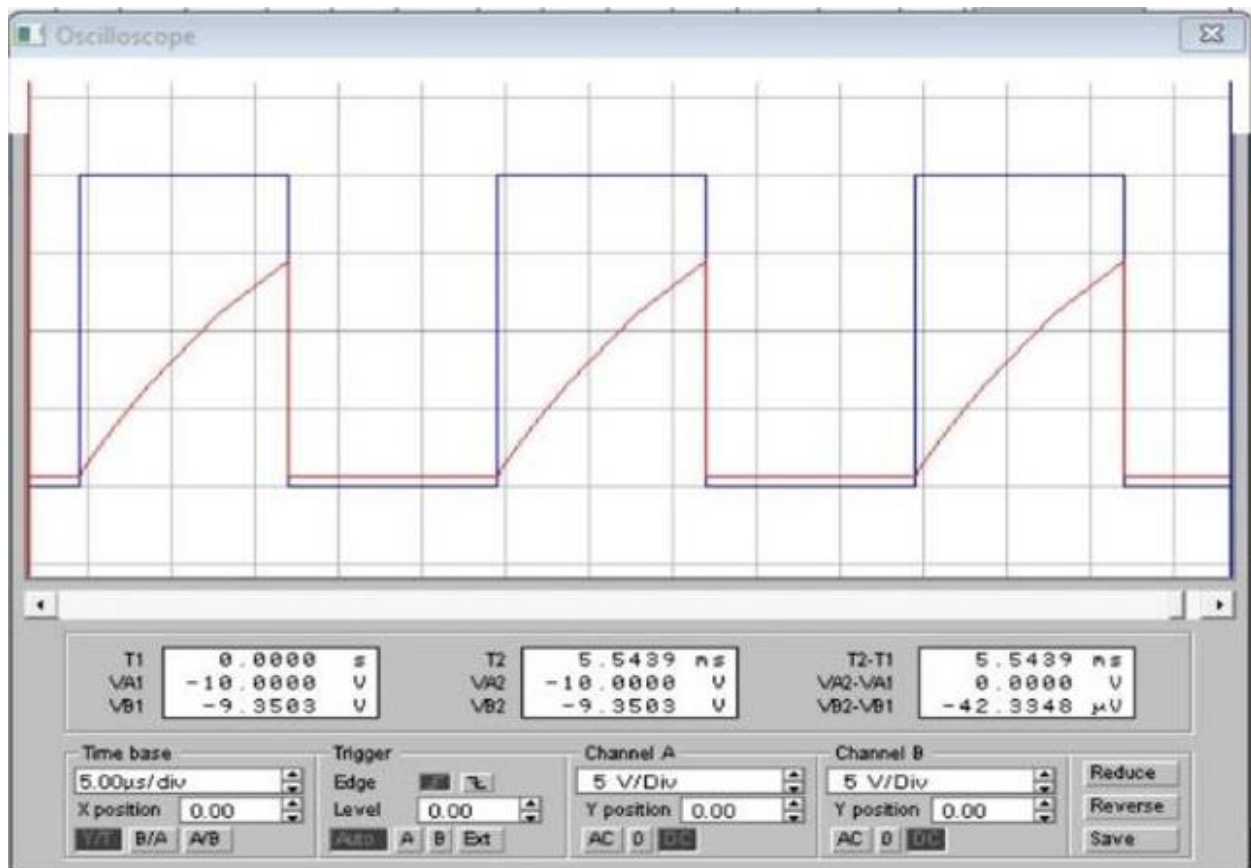 Oscilloscope
T1 0.0000 s
VA1 -10.0000 V
VB1 -9.3503 V
T2 5.5439 ms
VA2 -10.0000 V
VB2 -9.3503 V
T2-T1 5.5439 ms
VA2-VA1 0.0000 V
VB2-VB1 -42.3348 µV
Time base
5.00µs/div
X position 0.00
Y/T B/A A/B
Trigger
Edge
Level 0.00
Auto A B Ext
Channel A
5 V/Div
Y position 0.00
AC 0 DC
Channel B
5 V/Div
Y position 0.00
AC 0 DC
Reduce
Reverse
Save